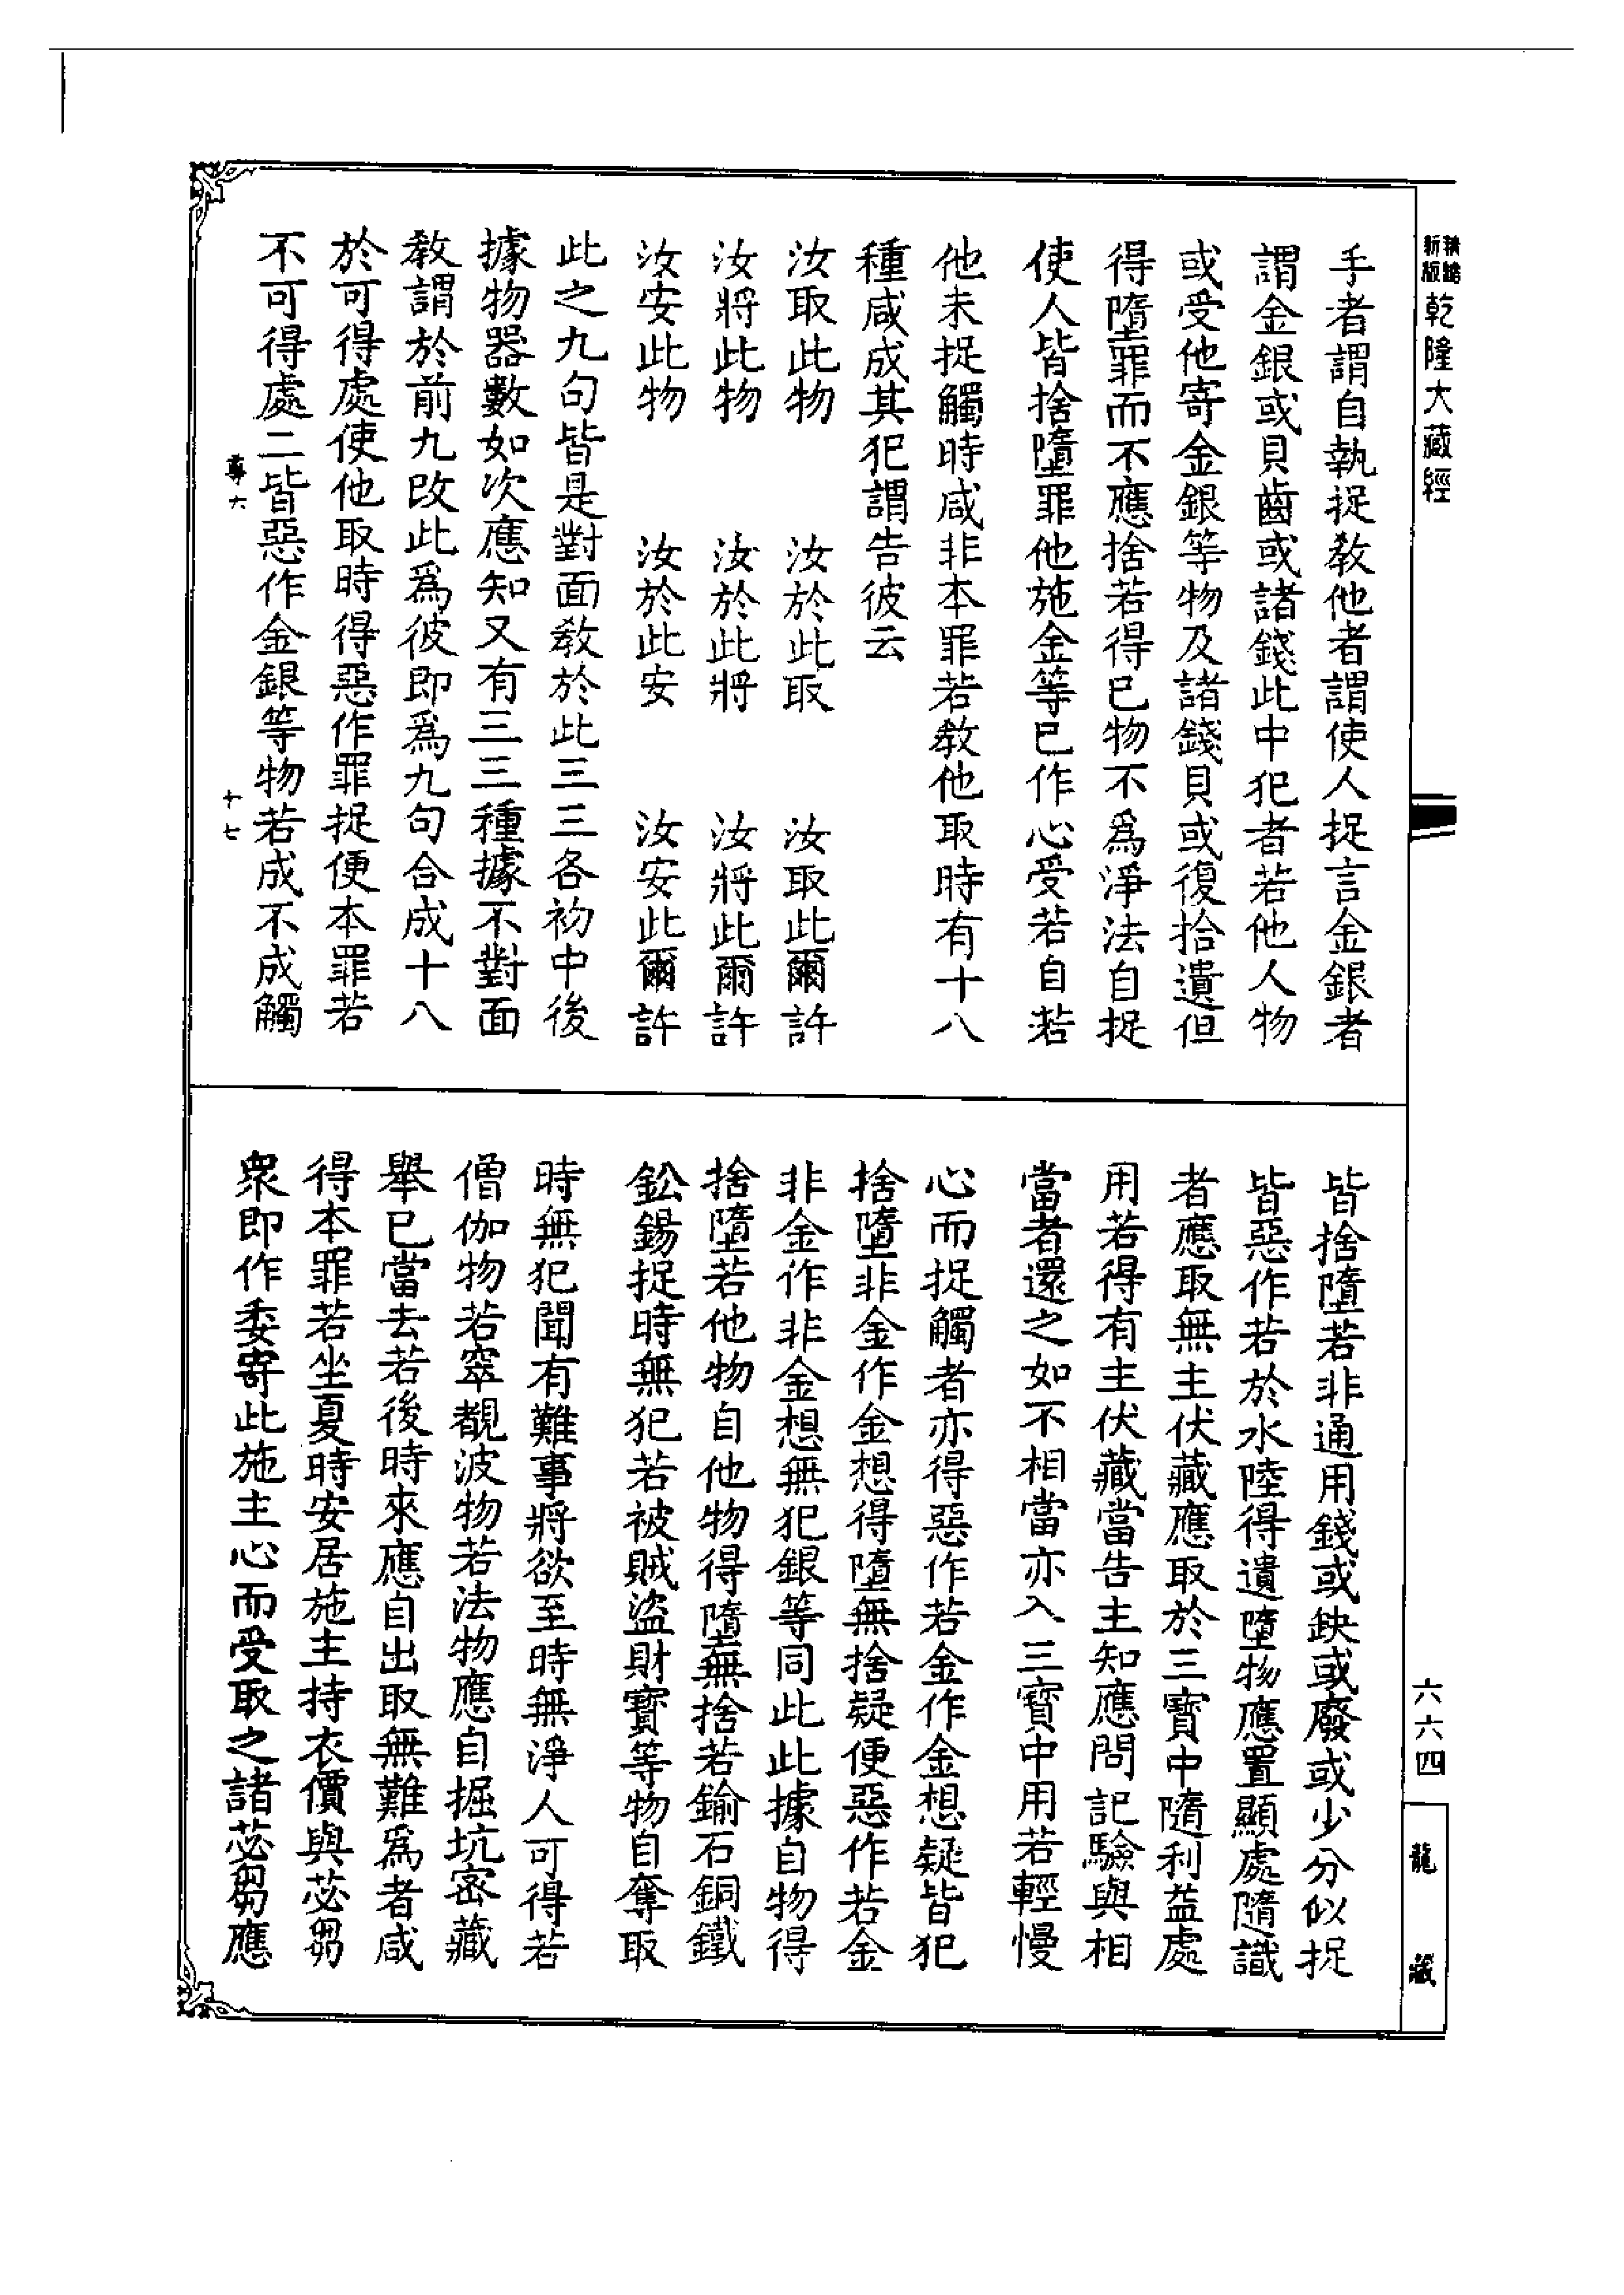 新版
乾隆大藏經
手者謂自執捉教他者謂使人捉言金銀者
謂金銀或貝齒或諸錢此中犯者若他人物
或受他寄金銀等物及諸錢貝或復拾遺但
得墮罪而不應捨若得已物不為淨法自捉
使人皆捨墮罪他施金等已作心受若自若
他未捉觸時咸非本罪若教他取時有十八
種咸成其犯謂告彼云
汝取此物 汝於此取 汝取此爾許
汝將此物 汝於此將 汝將此爾許
汝安此物 汝於此安 汝安此爾許
此之九句皆是對面教於此三三各初中後
據物器數如次應知又有三三種據不對面
教謂於前九改此為彼即為九句合成十八
於可得處使他取時得惡作罪捉便本罪若
不可得處二皆惡作金銀等物若成不成觸
尊六 十七
皆捨墮若非通用錢或缺或廢或少分似捉
皆惡作若於水陸得遺墮物應置顯處隨識
者應取無主伏藏應取於三寶中隨利益處
用若得有主伏藏當告主知應問記驗與相
當者還之如不相當亦入三寶中用若輕慢
心而捉觸者亦得惡作若金作金想疑皆犯
捨墮非金作金想得墮無捨疑便惡作若金
非金作非金想無犯銀等同此此據自物得
捨墮若他物自他物得墮無捨若鍮石銅鐵
鈆錫捉時無犯若被賊盜財寶等物自奪取
時無犯聞有難事將欲至時無淨人可得若
僧伽物若窣覩波物若法物應自掘坑密藏
舉已當去若後時來應自出取無難為者咸
得本罪若坐夏時安居施主持衣價與苾芻
眾即作委寄此施主心而受取之諸苾芻應
六六四
龍藏